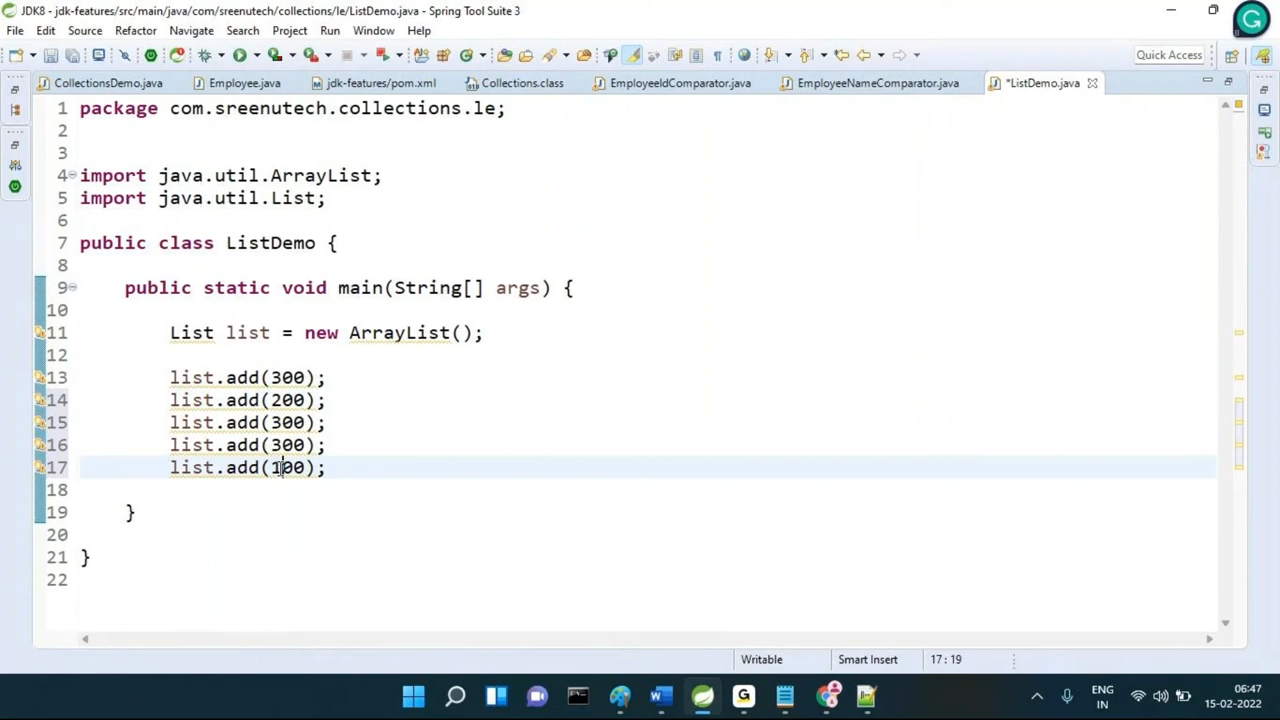 JDK8 - jdk-features/src/main/java/com/sreenutech/collections/le/ListDemo.java - Spring Tool Suite 3
File Edit Source Refactor Navigate Search Project Run Window Help
Quick Access
CollectionsDemo.java Employee.java jdk-features/pom.xml Collections.class EmployeeIdComparator.java EmployeeNameComparator.java *ListDemo.java
1 package com.sreenutech.collections.le;
2
3
4 import java.util.ArrayList;
5 import java.util.List;
6
7 public class ListDemo {
8
9 public static void main(String[] args) {
10
11 List list = new ArrayList();
12
13 list.add(300);
14 list.add(200);
15 list.add(300);
16 list.add(300);
17 list.add(100);
18
19 }
20
21 }
22
Writable Smart Insert 17 : 19
ENG 06:47
IN 15-02-2022